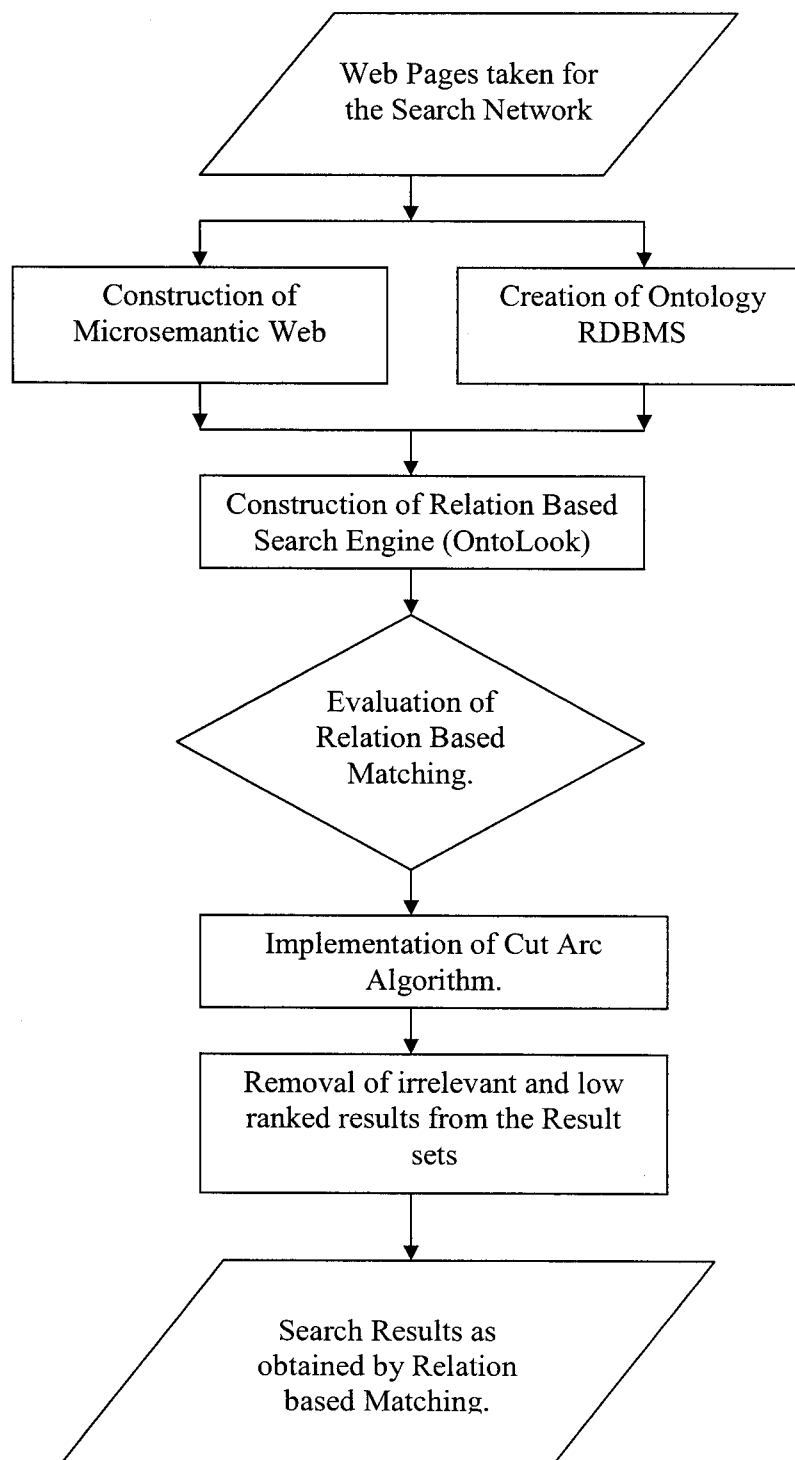 Web Pages taken for
the Search Network
Construction of
Microsemantic Web
Creation of Ontology
RDBMS
Construction of Relation Based
Search Engine (OntoLook)
Evaluation of
Relation Based
Matching.
Implementation of Cut Arc
Algorithm.
Removal of irrelevant and low
ranked results from the Result
sets
Search Results as
obtained by Relation
based Matching.